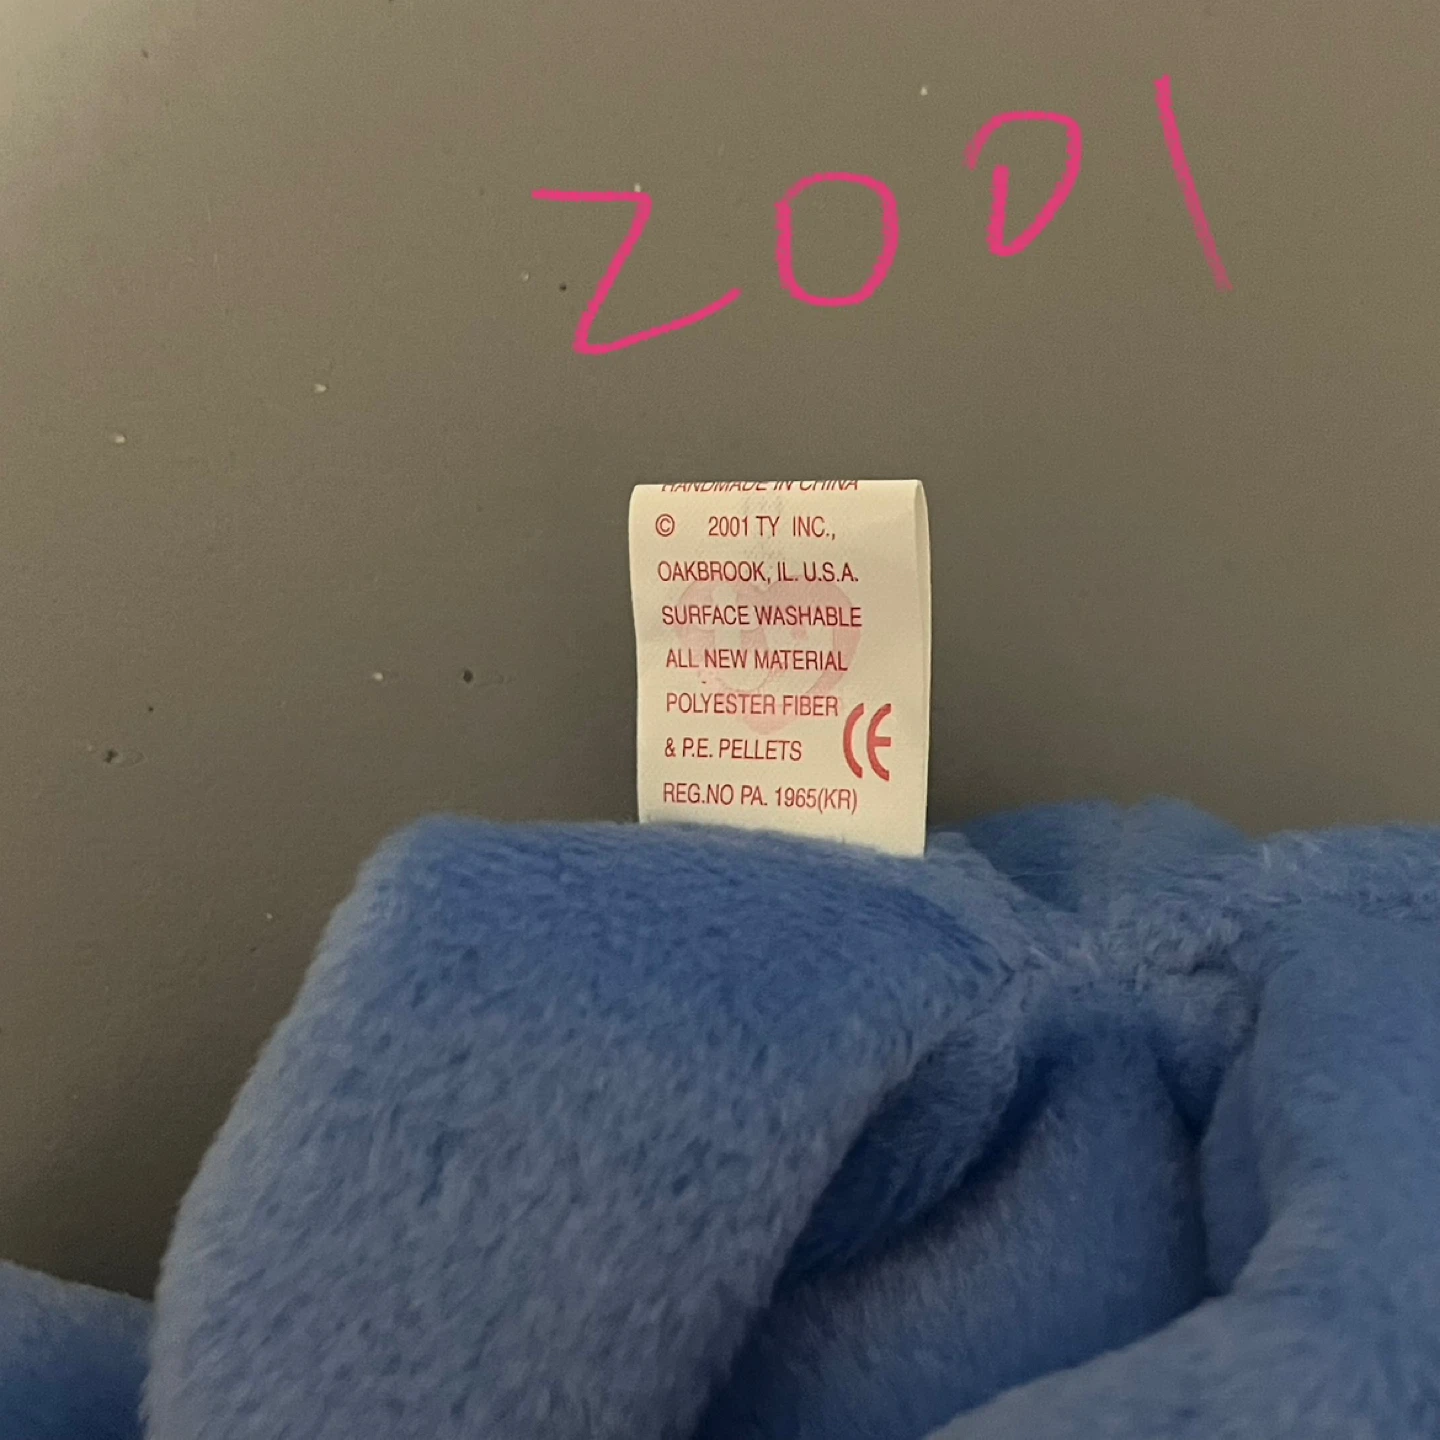 2001
HANDMADE IN CHINA
© 2001 TY INC.,
OAKBROOK, IL. U.S.A.
SURFACE WASHABLE
ALL NEW MATERIAL
POLYESTER FIBER
& P.E. PELLETS
CE
REG.NO PA. 1965(KR)